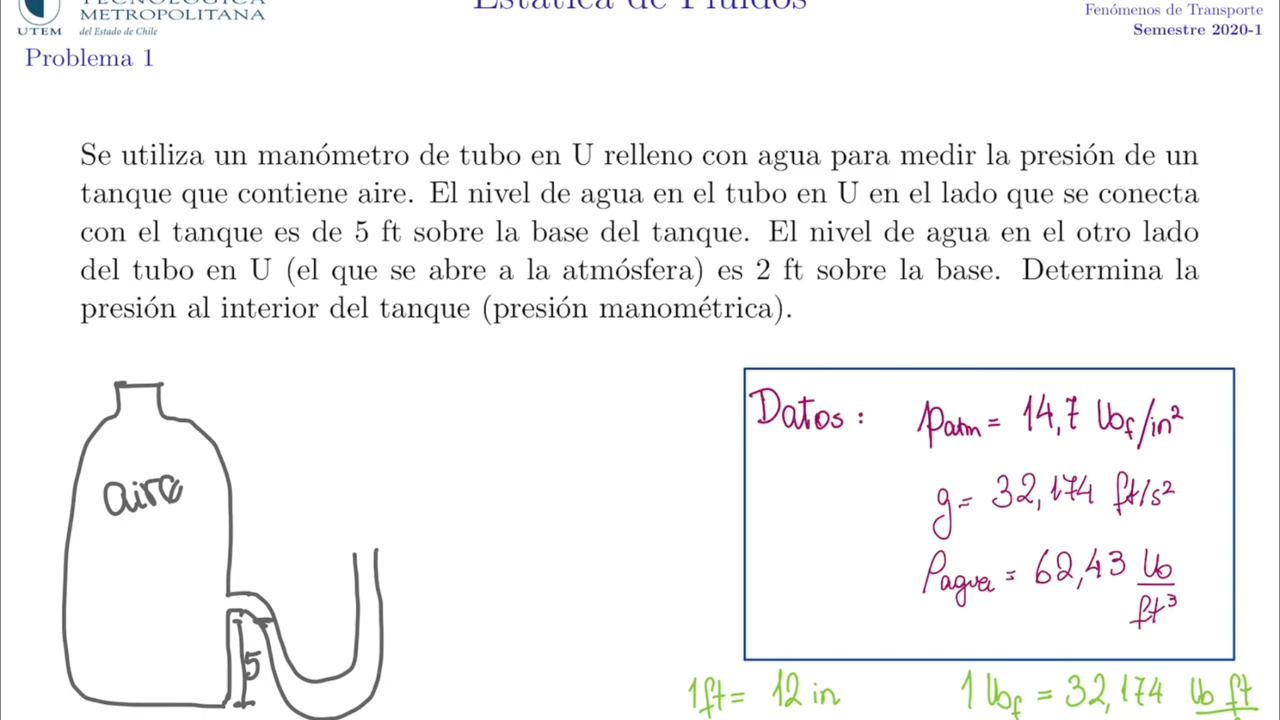 TECNOLÓGICA
METROPOLITANA
del Estado de Chile
UTEM
Estática de Fluidos
Fenómenos de Transporte
Semestre 2020-1
Problema 1
Se utiliza un manómetro de tubo en U relleno con agua para medir la presión de un
tanque que contiene aire. El nivel de agua en el tubo en U en el lado que se conecta
con el tanque es de 5 ft sobre la base del tanque. El nivel de agua en el otro lado
del tubo en U (el que se abre a la atmósfera) es 2 ft sobre la base. Determina la
presión al interior del tanque (presión manométrica).
aire
5
Datos: Patm = 14,7 lbf/in²
g = 32,174 ft/s²
ρagua = 62,43 lb/ft³
1 ft = 12 in
1 lbf = 32,174 lb ft